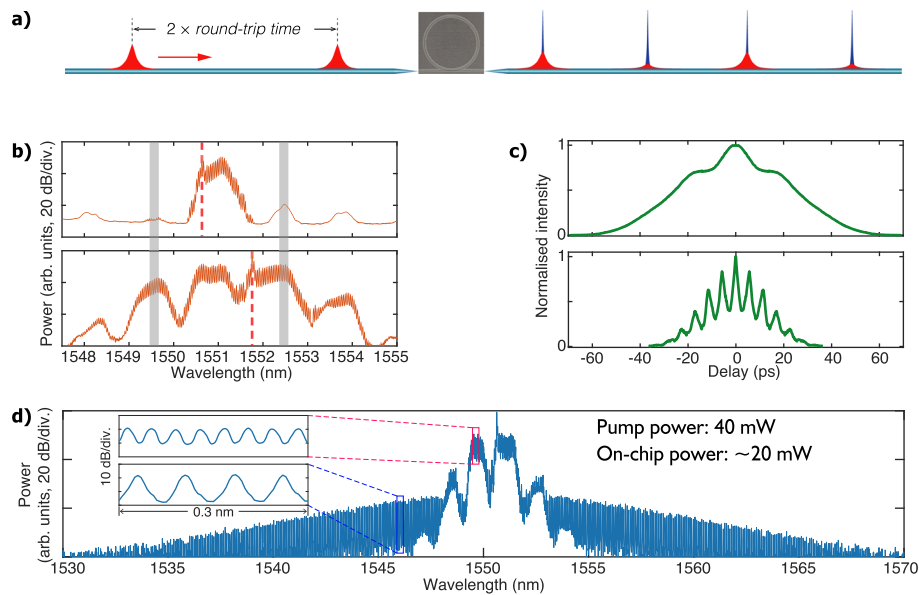 a)
2 × round-trip time
b)
Power (arb. units, 20 dB/div.)
1548 1549 1550 1551 1552 1553 1554 1555
Wavelength (nm)
c)
Normalised intensity
1
0
1
0
-60 -40 -20 0 20 40 60
Delay (ps)
d)
Power
(arb. units, 20 dB/div.)
10 dB/div.
0.3 nm
Pump power: 40 mW
On-chip power: ~20 mW
1530 1535 1540 1545 1550 1555 1560 1565 1570
Wavelength (nm)